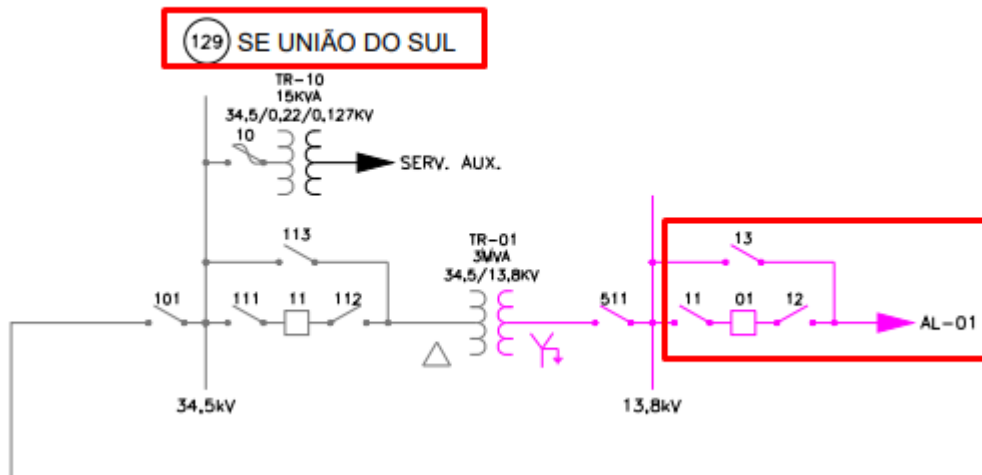 129 SE UNIÃO DO SUL
TR-10
15KVA
34,5/0,22/0,127KV
10
SERV. AUX.
113
TR-01
3MVA
34,5/13,8KV
13
101
111
11
112
511
11
01
12
AL-01
34,5kV
13,8kV